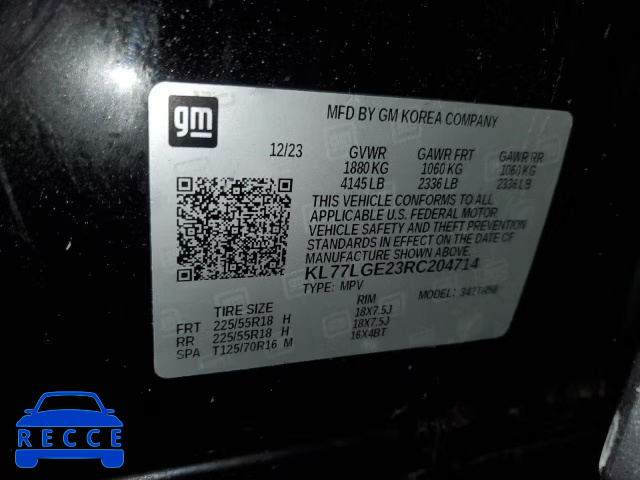 gm
MFD BY GM KOREA COMPANY
12/23 GVWR GAWR FRT GAWR RR
1880 KG 1060 KG 1060 KG
4145 LB 2336 LB 2336 LB
THIS VEHICLE CONFORMS TO ALL
APPLICABLE U.S. FEDERAL MOTOR
VEHICLE SAFETY AND THEFT PREVENTION
STANDARDS IN EFFECT ON THE DATE OF
MANUFACTURE SHOWN ABOVE.
KL77LGE23RC204714
TYPE: MPV MODEL:
TIRE SIZE RIM
FRT 225/55R18 H 18X7.5J
RR 225/55R18 H 18X7.5J
SPA T125/70R16 M 16X4BT
RECCE